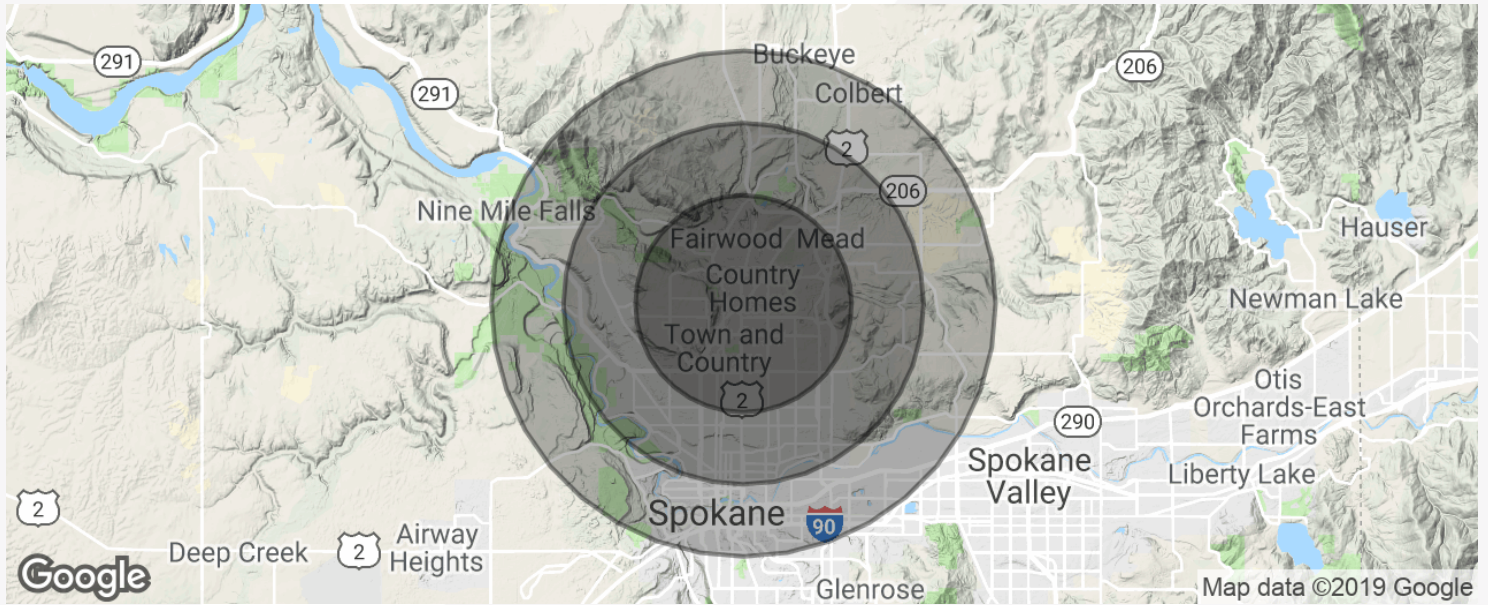 Buckeye
291
206
291
Colbert
2
206
Nine Mile Falls
Hauser
Fairwood Mead
Country
Homes
Newman Lake
Town and
Country
Otis
Orchards-East
Farms
2
290
Spokane
Valley
Liberty Lake
2
Spokane
90
Airway
Heights
Deep Creek
2
Google
Glenrose
Map data ©2019 Google